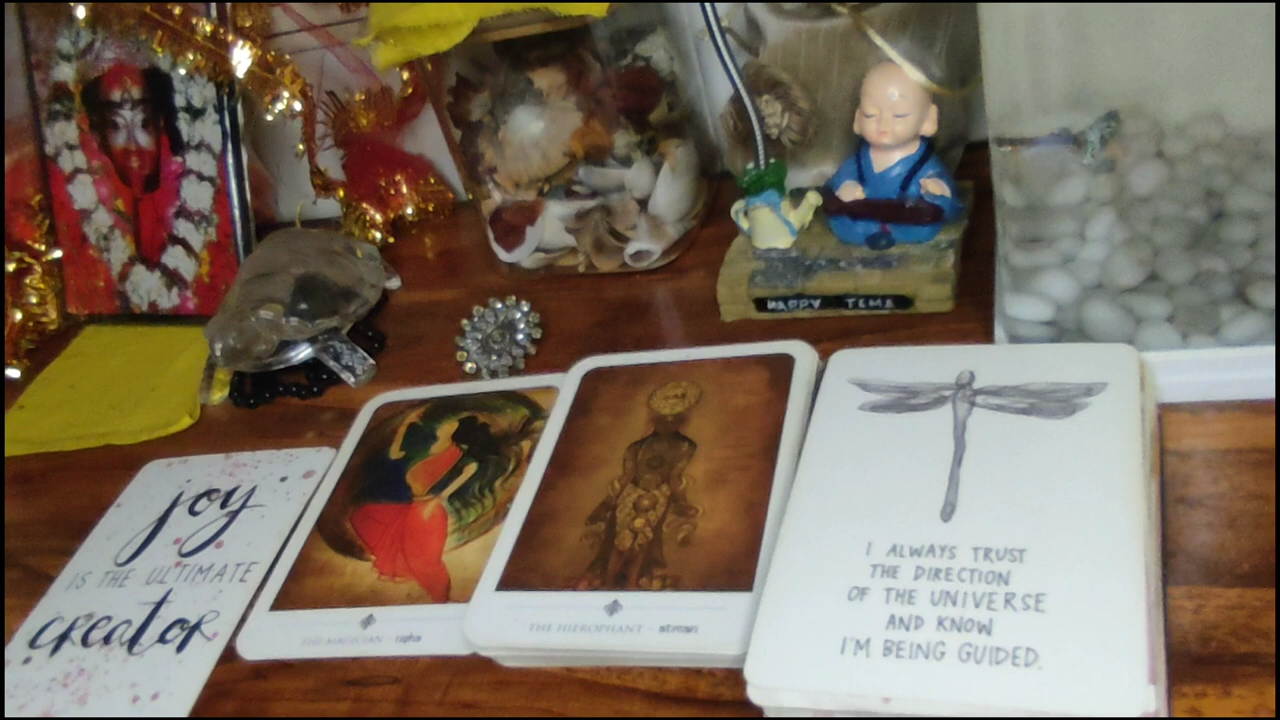 HAPPY TEMS
joy
IS THE ULTIMATE
creator
THE MAGICIAN -
THE HIEROPHANT -
I ALWAYS TRUST
THE DIRECTION
OF THE UNIVERSE
AND KNOW
I'M BEING GUIDED.